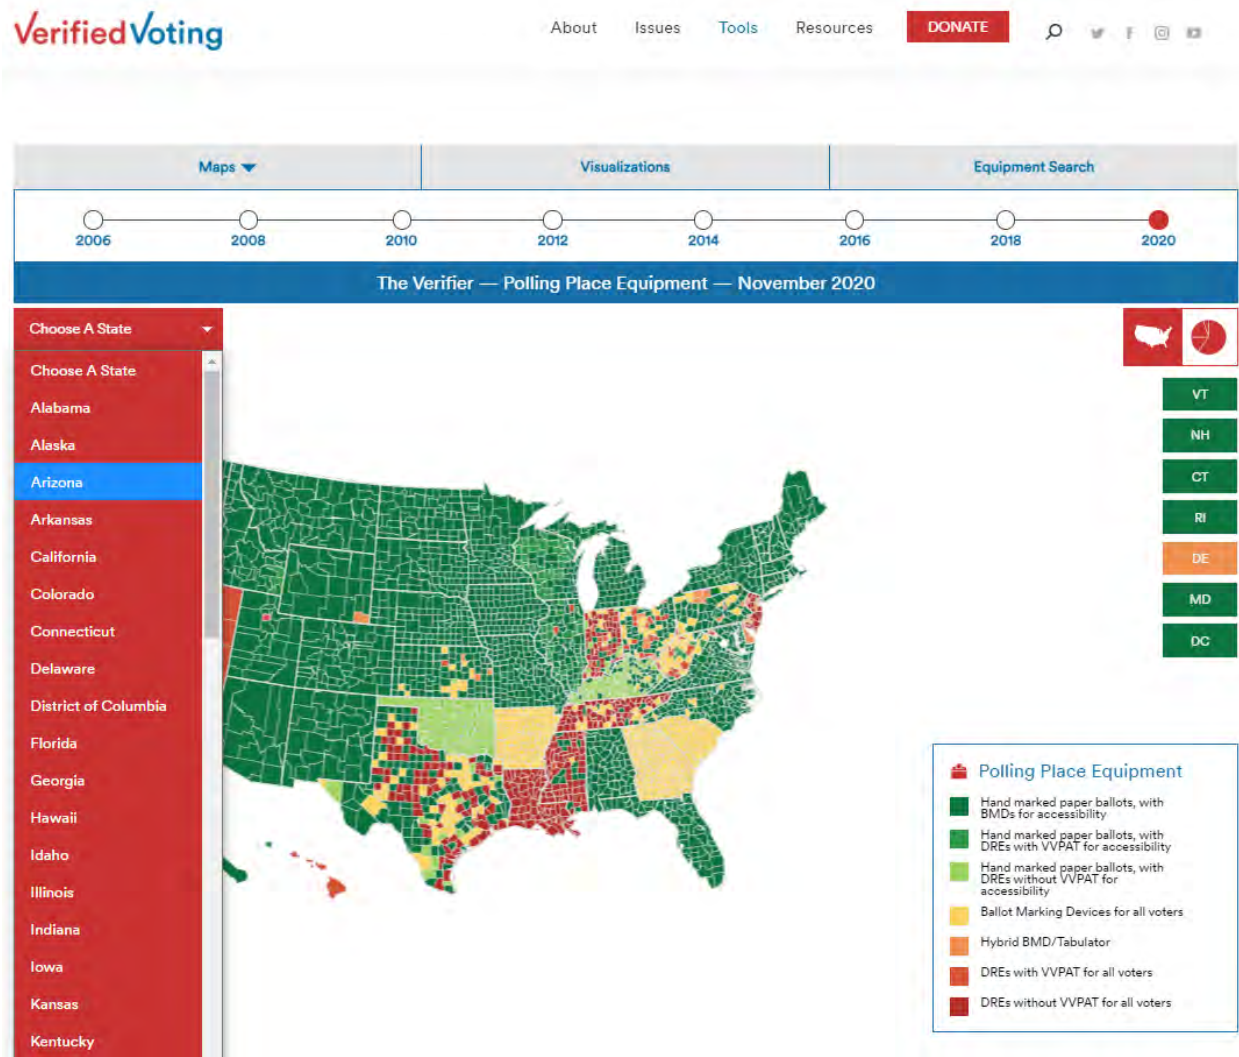 Verified Voting
About Issues Tools Resources DONATE
Maps Visualizations Equipment Search
2006 2008 2010 2012 2014 2016 2018 2020
The Verifier — Polling Place Equipment — November 2020
Choose A State
Choose A State
Alabama
Alaska
Arizona
Arkansas
California
Colorado
Connecticut
Delaware
District of Columbia
Florida
Georgia
Hawaii
Idaho
Illinois
Indiana
Iowa
Kansas
Kentucky
VT
NH
CT
RI
DE
MD
DC
Polling Place Equipment
Hand marked paper ballots, with
BMDs for accessibility
Hand marked paper ballots, with
DREs with VVPAT for accessibility
Hand marked paper ballots, with
DREs without VVPAT for
accessibility
Ballot Marking Devices for all voters
Hybrid BMD/Tabulator
DREs with VVPAT for all voters
DREs without VVPAT for all voters